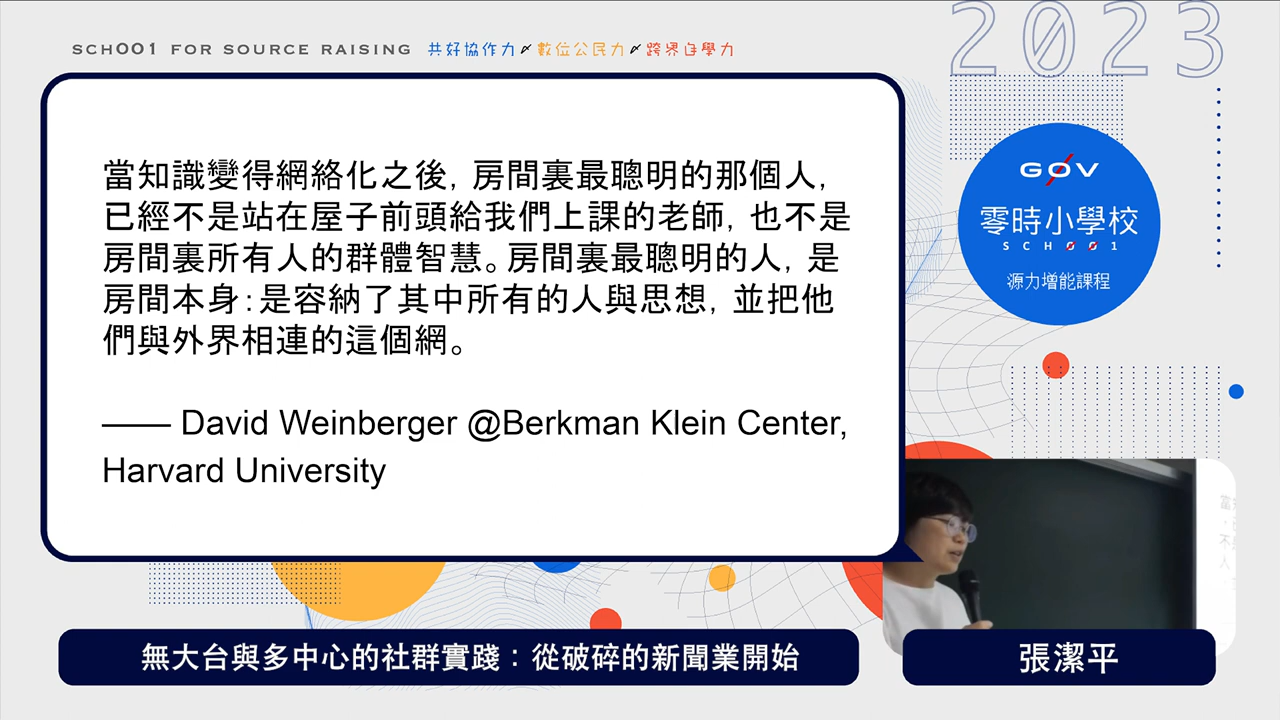 SCH001 FOR SOURCE RAISING 共好協作力〆數位公民力〆跨界自學力
2023
當知識變得網絡化之後，房間裏最聰明的那個人，
已經不是站在屋子前頭給我們上課的老師，也不是
房間裏所有人的群體智慧。房間裏最聰明的人，是
房間本身：是容納了其中所有的人與思想，並把他
們與外界相連的這個網。
—— David Weinberger @Berkman Klein Center,
Harvard University
G0V
零時小學校
SCH001
源力增能課程
無大台與多中心的社群實踐：從破碎的新聞業開始
張潔平